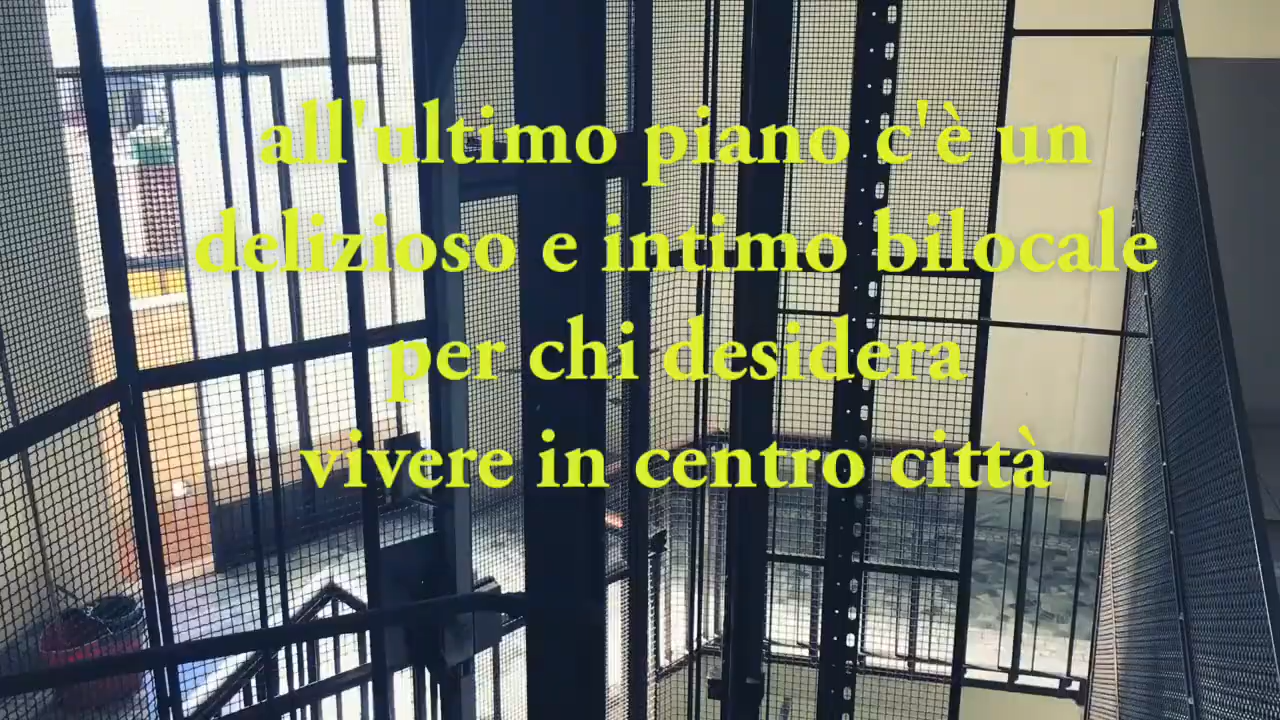 all'ultimo piano c'è un
delizioso e intimo bilocale
per chi desidera
vivere in centro città